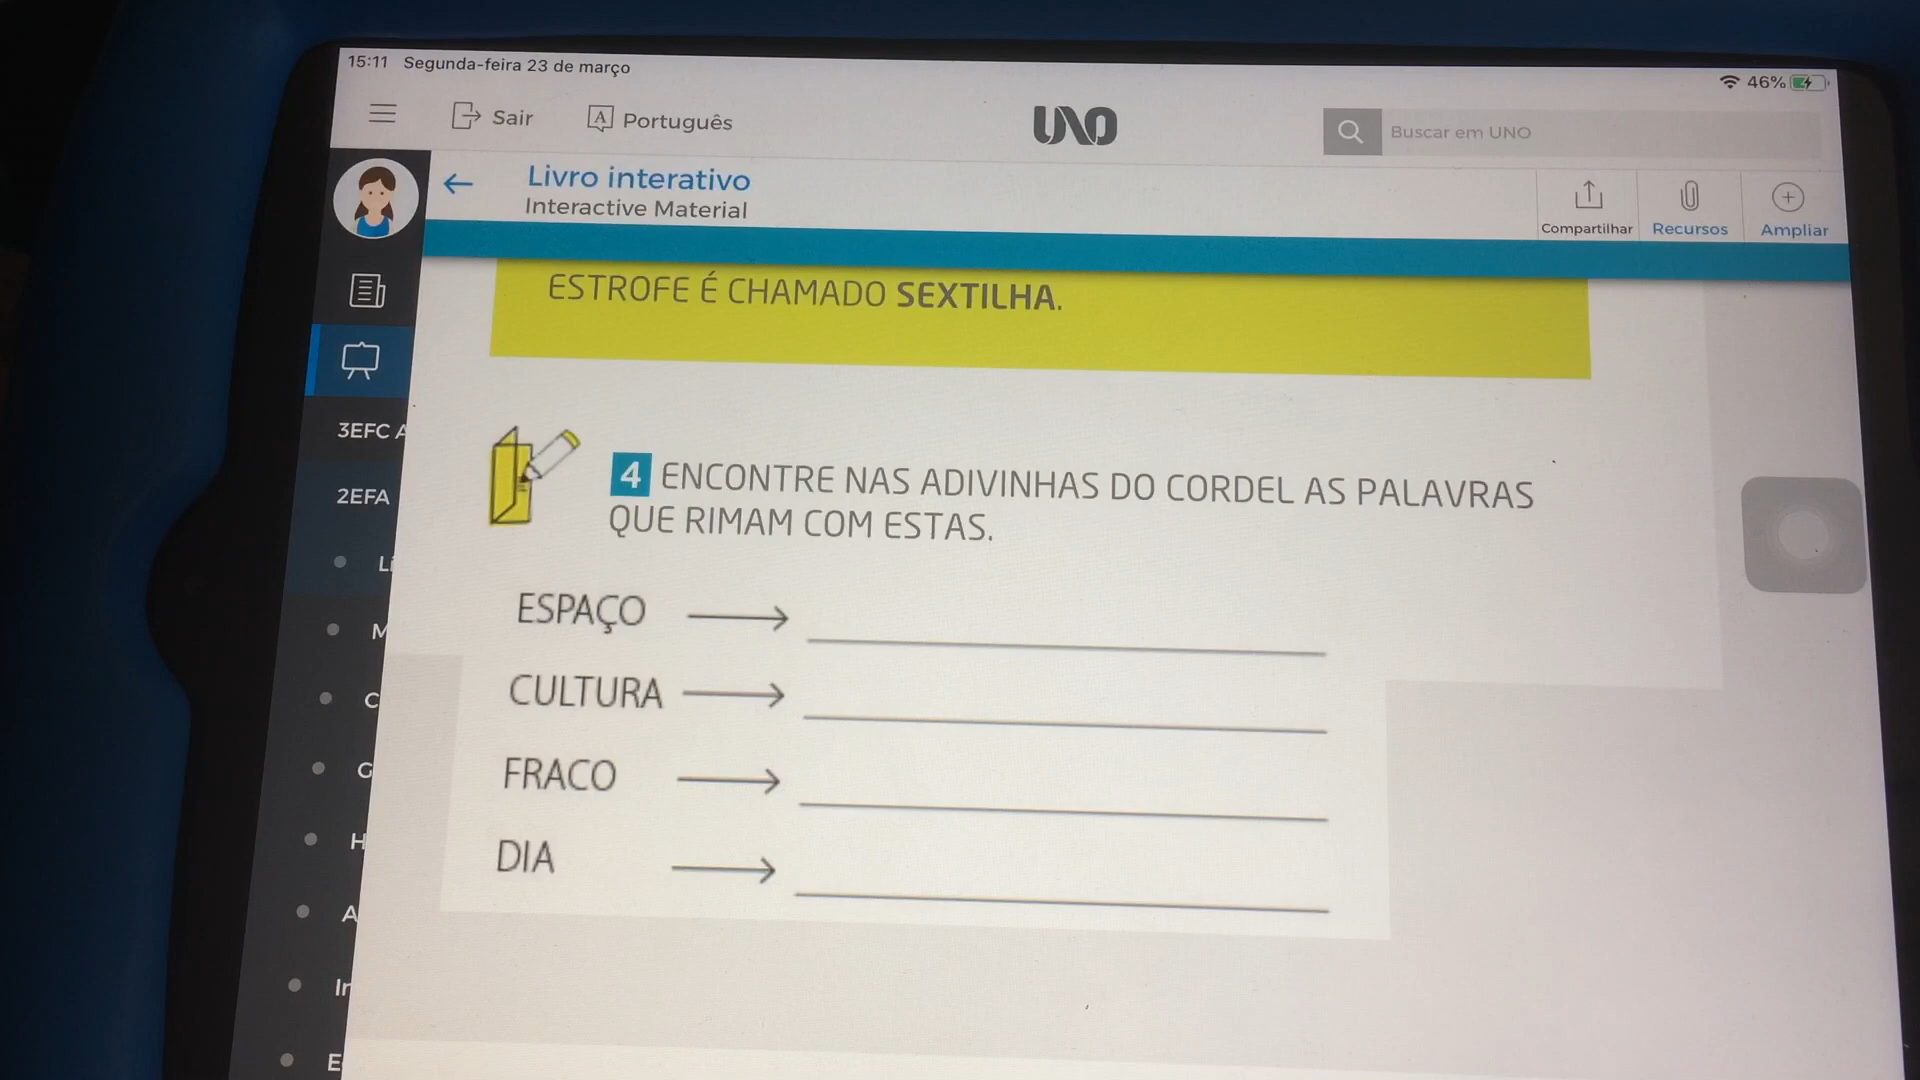 15:11 Segunda-feira 23 de março
46%
Sair
Português
UNO
Buscar em UNO
Livro interativo
Interactive Material
Compartilhar
Recursos
Ampliar
ESTROFE É CHAMADO SEXTILHA.
3EFC A
2EFA
4 ENCONTRE NAS ADIVINHAS DO CORDEL AS PALAVRAS
QUE RIMAM COM ESTAS.
Li
ESPAÇO
M
CULTURA
C
FRACO
G
H
DIA
A
In
E